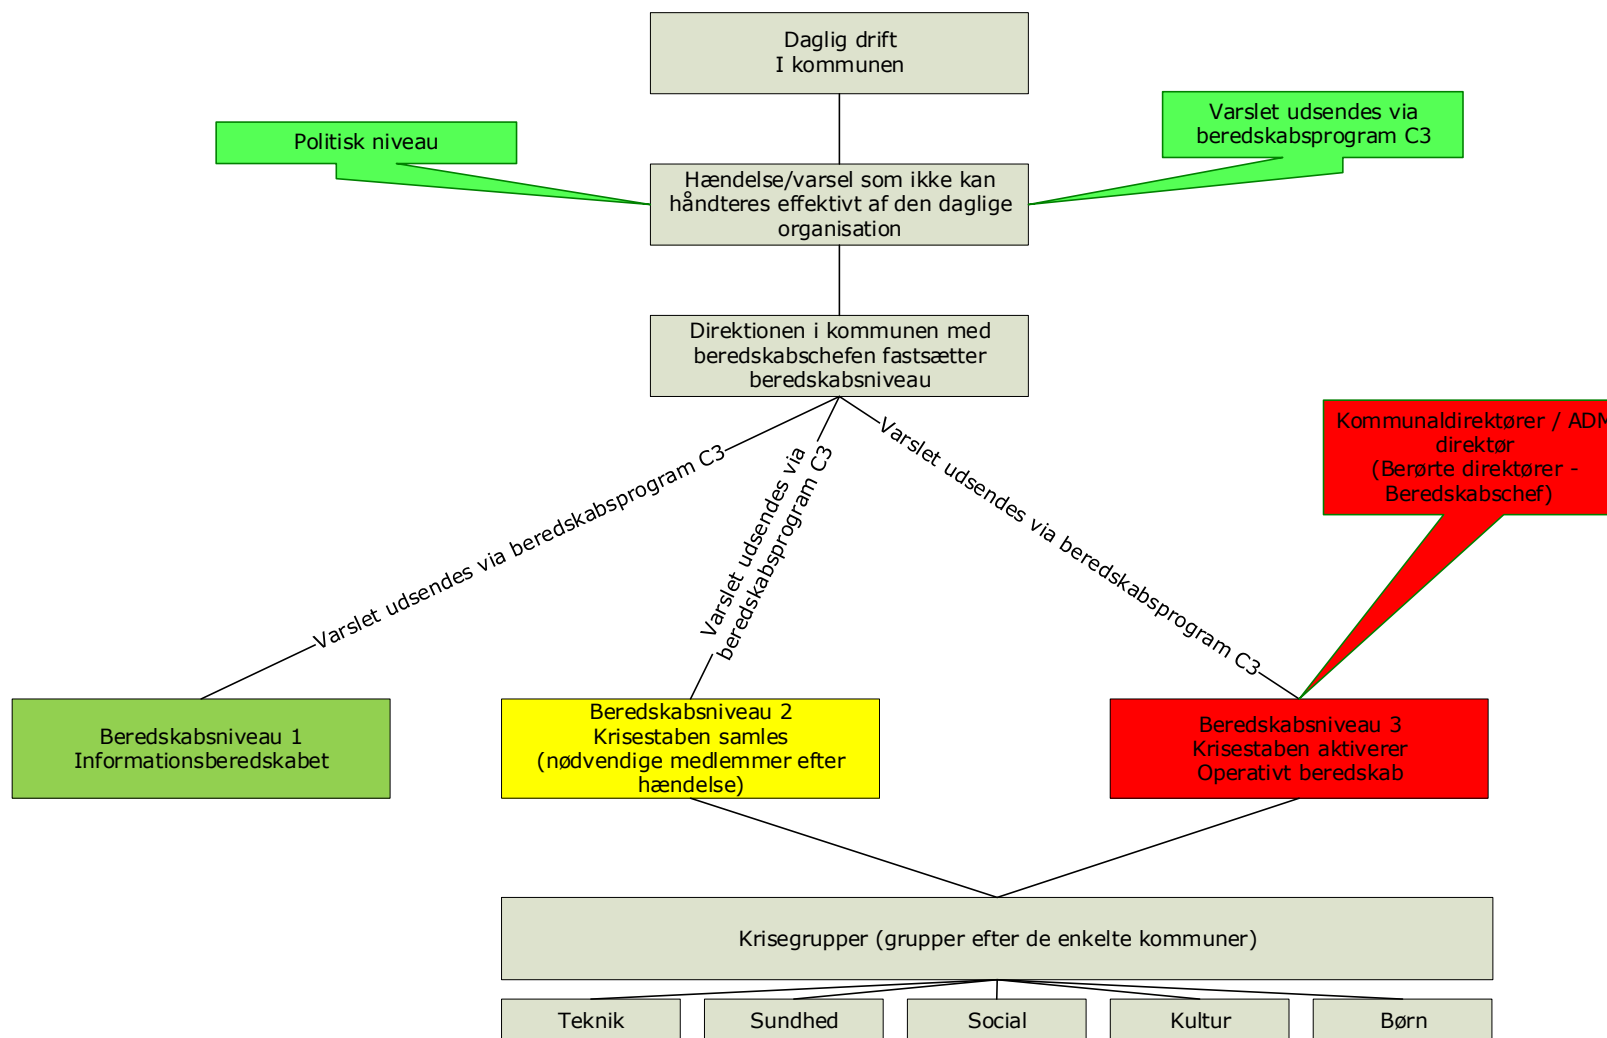 Daglig drift
I kommunen
Politisk niveau
Varslet udsendes via
beredskabsprogram C3
Hændelse/varsel som ikke kan
håndteres effektivt af den daglige
organisation
Direktionen i kommunen med
beredskabschefen fastsætter
beredskabsniveau
Kommunaldirektører / ADM
direktør
(Berørte direktører -
Beredskabschef)
Varslet udsendes via beredskabsprogram C3
Varslet udsendes via
beredskabsprogram C3
Varslet udsendes via beredskabsprogram C3
Beredskabsniveau 1
Informationsberedskabet
Beredskabsniveau 2
Krisestaben samles
(nødvendige medlemmer efter
hændelse)
Beredskabsniveau 3
Krisestaben aktiverer
Operativt beredskab
Krisegrupper (grupper efter de enkelte kommuner)
Teknik
Sundhed
Social
Kultur
Børn